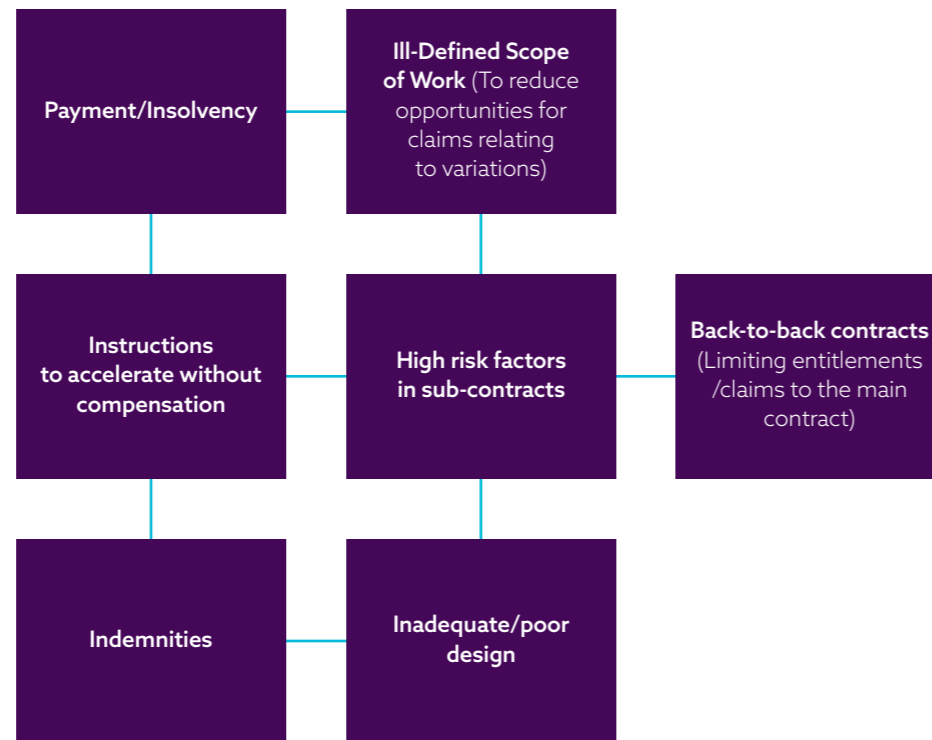 Payment/Insolvency
Ill-Defined Scope
of Work (To reduce
opportunities for
claims relating
to variations)
Instructions
to accelerate without
compensation
High risk factors
in sub-contracts
Back-to-back contracts
(Limiting entitlements
/claims to the main
contract)
Indemnities
Inadequate/poor
design